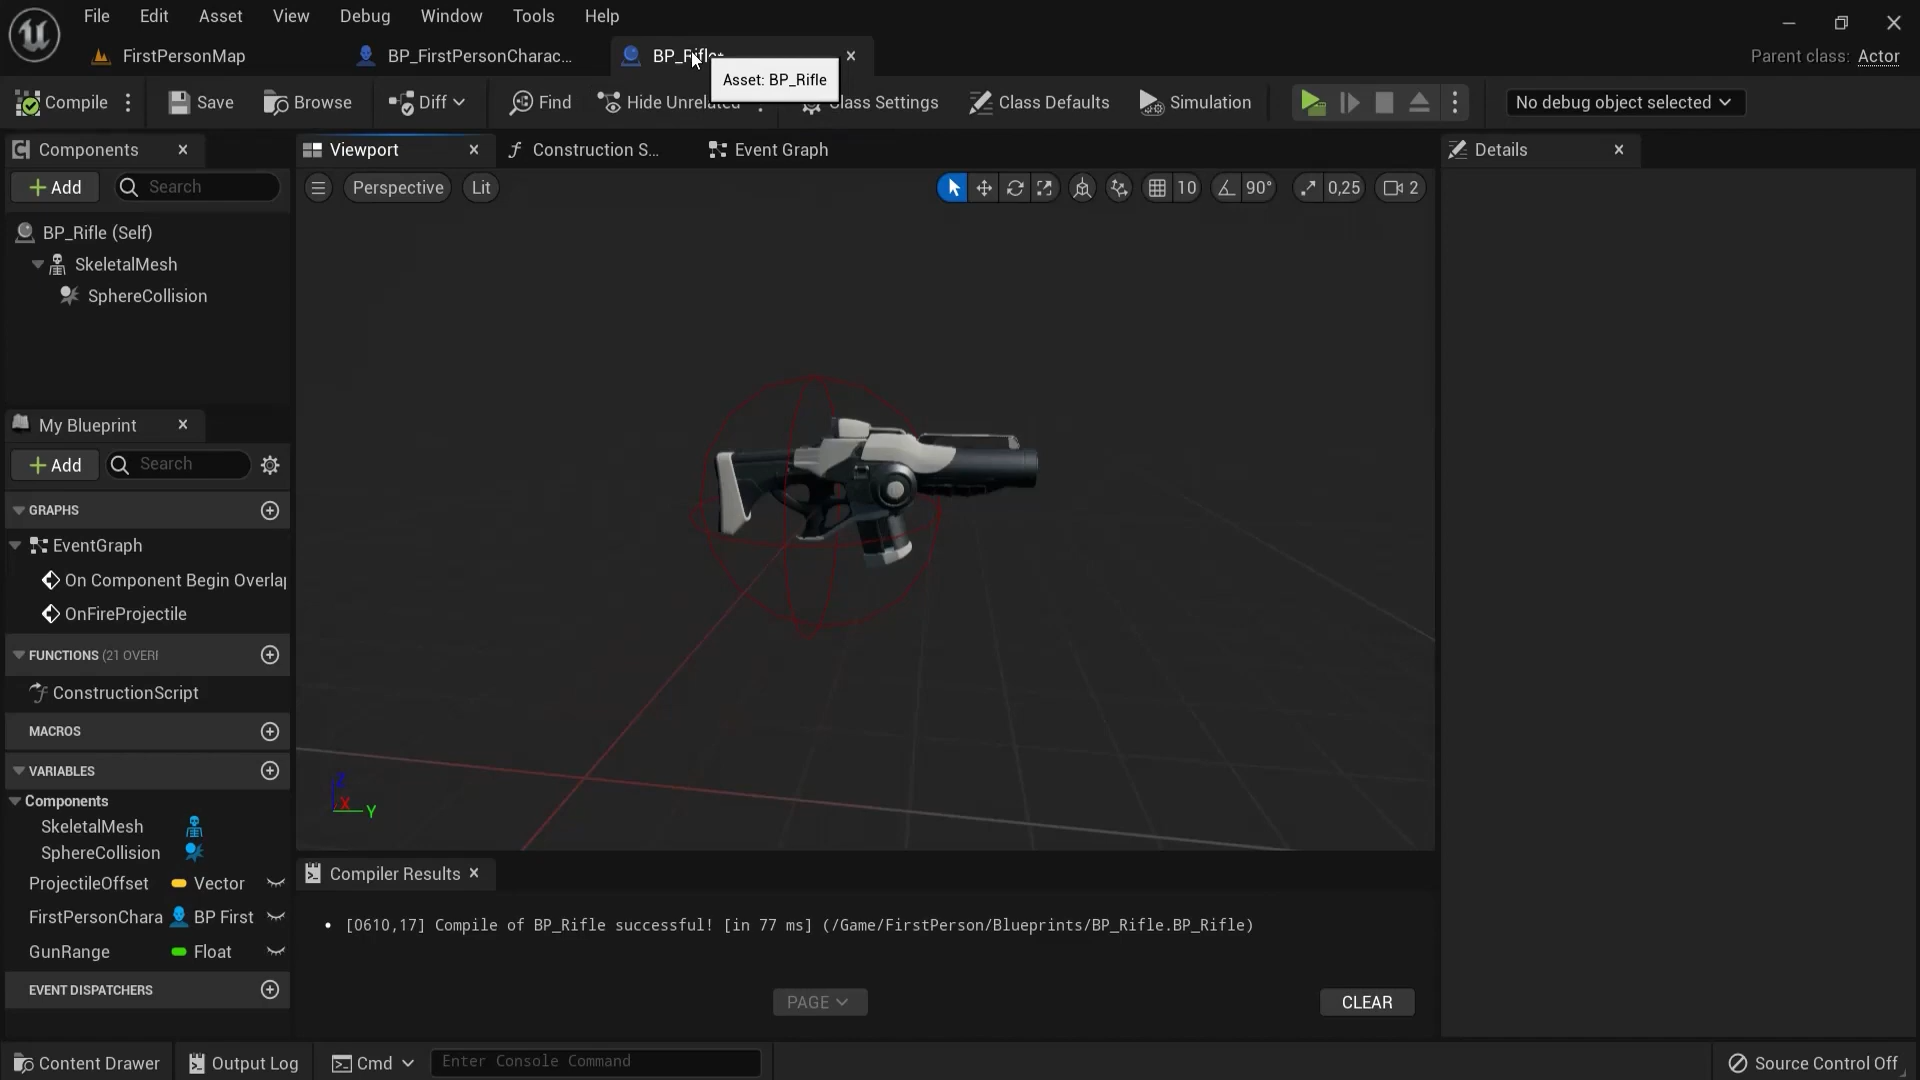 File Edit Asset View Debug Window Tools Help
FirstPersonMap BP_FirstPersonCharac... BP_Rifle*
Parent class: Actor
Asset: BP_Rifle
Compile Save Browse Diff Find Hide Unrelated Class Settings Class Defaults Simulation No debug object selected
Components Viewport Construction S... Event Graph Details
Add Search Perspective Lit 10 90° 0,25 2
BP_Rifle (Self)
SkeletalMesh
SphereCollision
My Blueprint
Add Search
GRAPHS
EventGraph
On Component Begin Overlap
OnFireProjectile
FUNCTIONS (21 OVERI
ConstructionScript
MACROS
VARIABLES
Components
SkeletalMesh
SphereCollision
ProjectileOffset Vector
FirstPersonChara BP First
GunRange Float
EVENT DISPATCHERS
Z
X
Y
Compiler Results
• [0610,17] Compile of BP_Rifle successful! [in 77 ms] (/Game/FirstPerson/Blueprints/BP_Rifle.BP_Rifle)
PAGE CLEAR
Content Drawer Output Log Cmd Enter Console Command Source Control Off